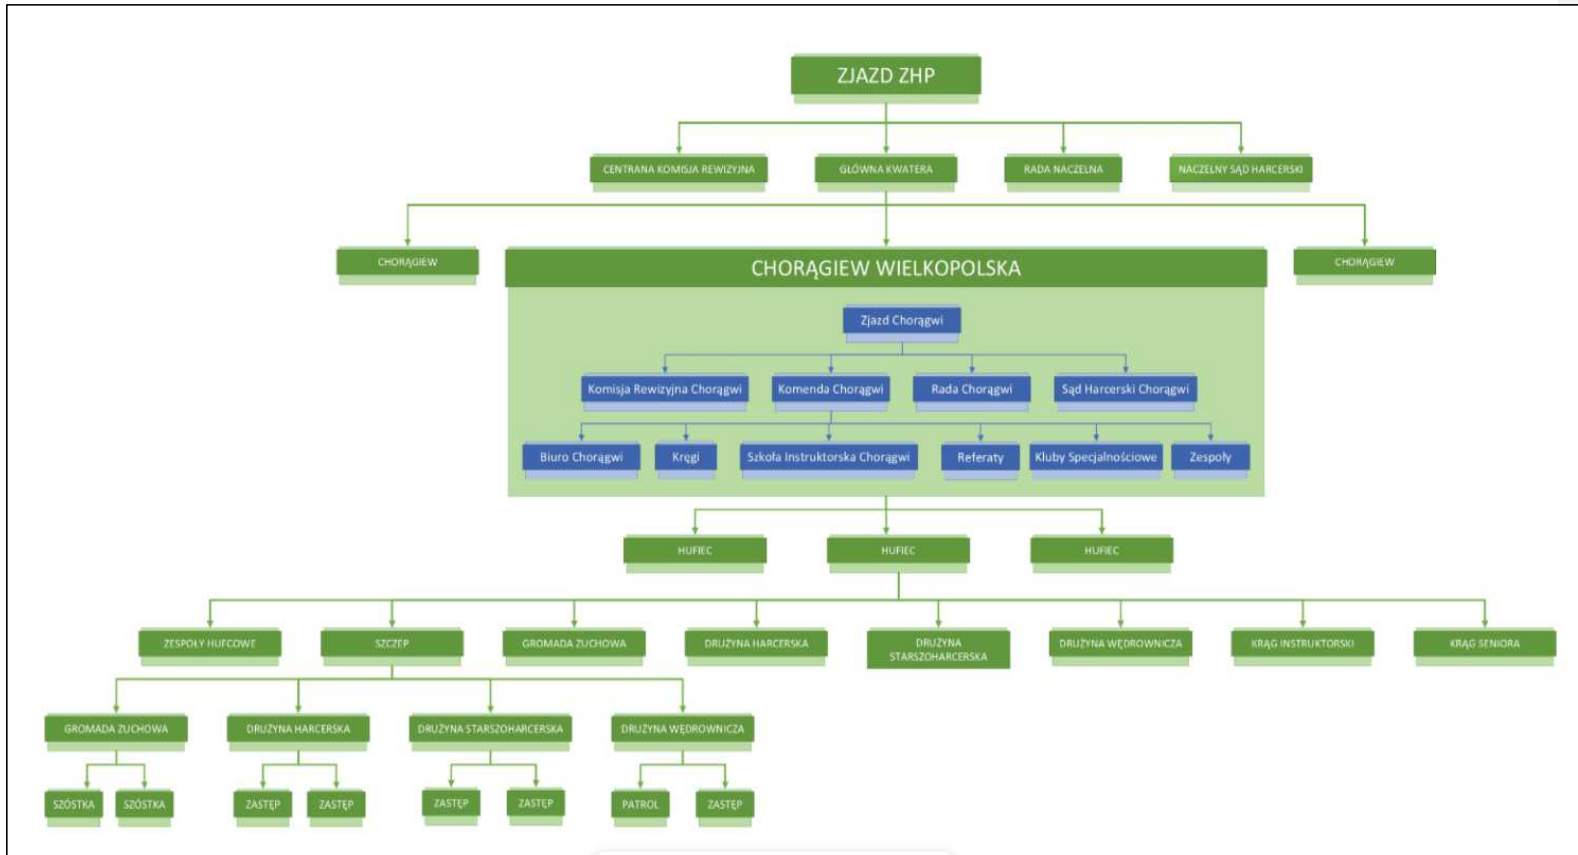 ZJAZD ZHP
CENTRANA KOMISJA REWIZYJNA
GŁÓWNA KWATERA
RADA NACZELNA
NACZELNY SĄD HARCERSKI
CHORĄGIEW
CHORĄGIEW WIELKOPOLSKA
CHORĄGIEW
Zjazd Chorągwi
Komisja Rewizyjna Chorągwi
Komenda Chorągwi
Rada Chorągwi
Sąd Harcerski Chorągwi
Biuro Chorągwi
Kręgi
Szkoła Instruktorska Chorągwi
Referaty
Kluby Specjalnościowe
Zespoły
HUFIEC
HUFIEC
HUFIEC
ZESPOŁY HUFCOWE
SZCZEP
GROMADA ZUCHOWA
DRUŻYNA HARCERSKA
DRUŻYNA
STARSZOHARCERSKA
DRUŻYNA WĘDROWNICZA
KRĄG INSTRUKTORSKI
KRĄG SENIORA
GROMADA ZUCHOWA
DRUŻYNA HARCERSKA
DRUŻYNA STARSZOHARCERSKA
DRUŻYNA WĘDROWNICZA
SZÓSTKA
SZÓSTKA
ZASTĘP
ZASTĘP
ZASTĘP
ZASTĘP
PATROL
ZASTĘP